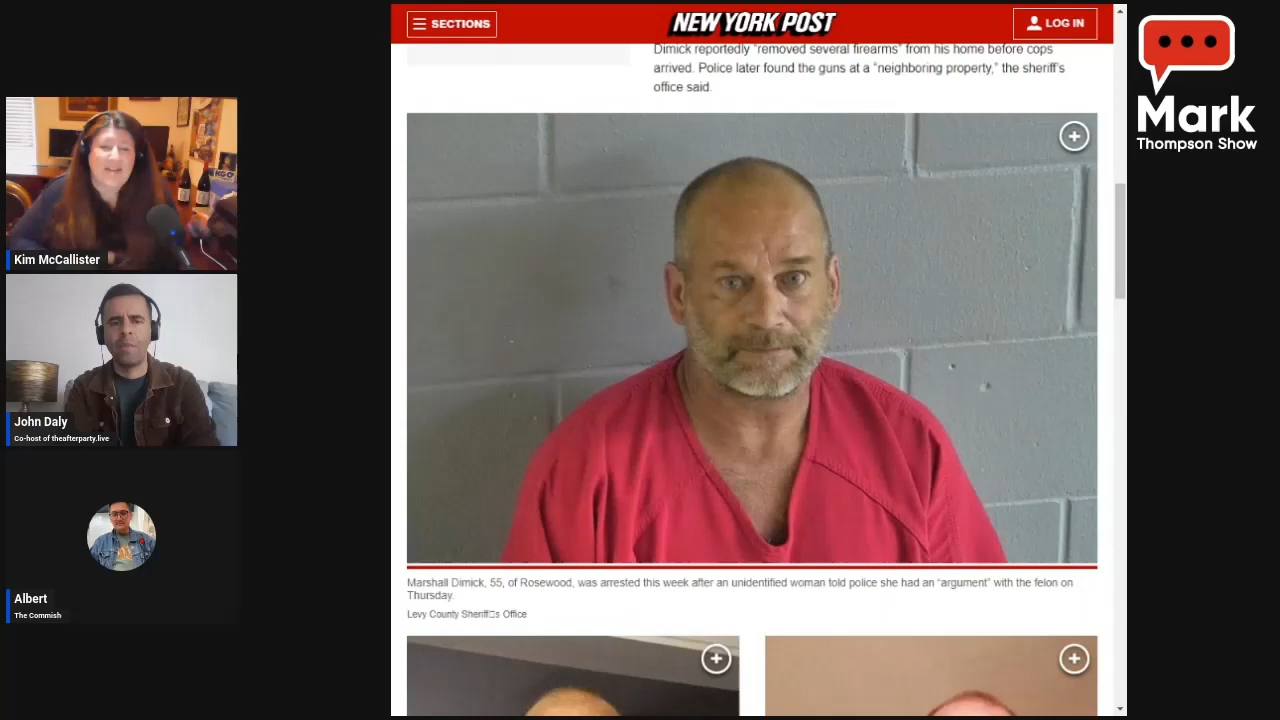 SECTIONS
NEW YORK POST
LOG IN
Dimick reportedly “removed several firearms” from his home before cops
arrived. Police later found the guns at a “neighboring property,” the sheriff’s
office said.
Marshall Dimick, 55, of Rosewood, was arrested this week after an unidentified woman told police she had an “argument” with the felon on
Thursday.
Levy County Sheriff□s Office
Mark
Thompson Show
KGO
Kim McCallister
John Daly
Co-host of theafterparty.live
Albert
The Commish